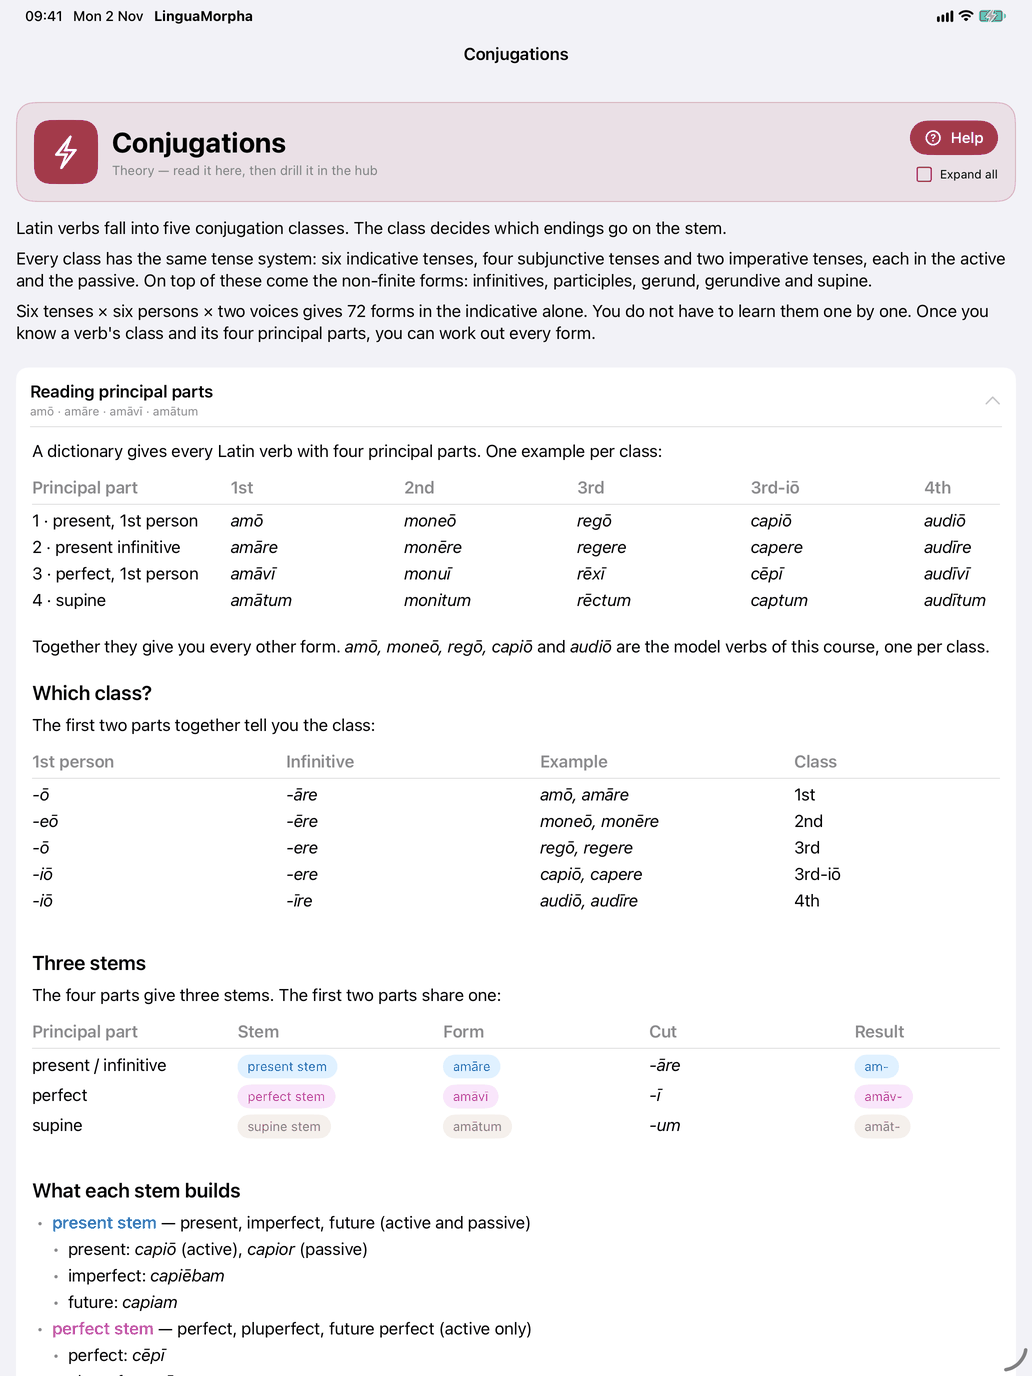 09:41 Mon 2 Nov LinguaMorpha
Conjugations
Conjugations
Theory — read it here, then drill it in the hub
Help
Expand all
Latin verbs fall into five conjugation classes. The class decides which endings go on the stem.
Every class has the same tense system: six indicative tenses, four subjunctive tenses and two imperative tenses, each in the active
and the passive. On top of these come the non-finite forms: infinitives, participles, gerund, gerundive and supine.
Six tenses × six persons × two voices gives 72 forms in the indicative alone. You do not have to learn them one by one. Once you
know a verb's class and its four principal parts, you can work out every form.
Reading principal parts
amō · amāre · amāvī · amātum
A dictionary gives every Latin verb with four principal parts. One example per class:
Principal part 1st 2nd 3rd 3rd-iō 4th
1 · present, 1st person amō moneō regō capiō audiō
2 · present infinitive amāre monēre regere capere audīre
3 · perfect, 1st person amāvī monuī rēxī cēpī audīvī
4 · supine amātum monitum rēctum captum audītum
Together they give you every other form. amō, moneō, regō, capiō and audiō are the model verbs of this course, one per class.
Which class?
The first two parts together tell you the class:
1st person Infinitive Example Class
-ō -āre amō, amāre 1st
-eō -ēre moneō, monēre 2nd
-ō -ere regō, regere 3rd
-iō -ere capiō, capere 3rd-iō
-iō -īre audiō, audīre 4th
Three stems
The four parts give three stems. The first two parts share one:
Principal part Stem Form Cut Result
present / infinitive present stem amāre -āre am-
perfect perfect stem amāvī -ī amāv-
supine supine stem amātum -um amāt-
What each stem builds
• present stem — present, imperfect, future (active and passive)
• present: capiō (active), capior (passive)
• imperfect: capiēbam
• future: capiam
• perfect stem — perfect, pluperfect, future perfect (active only)
• perfect: cēpī